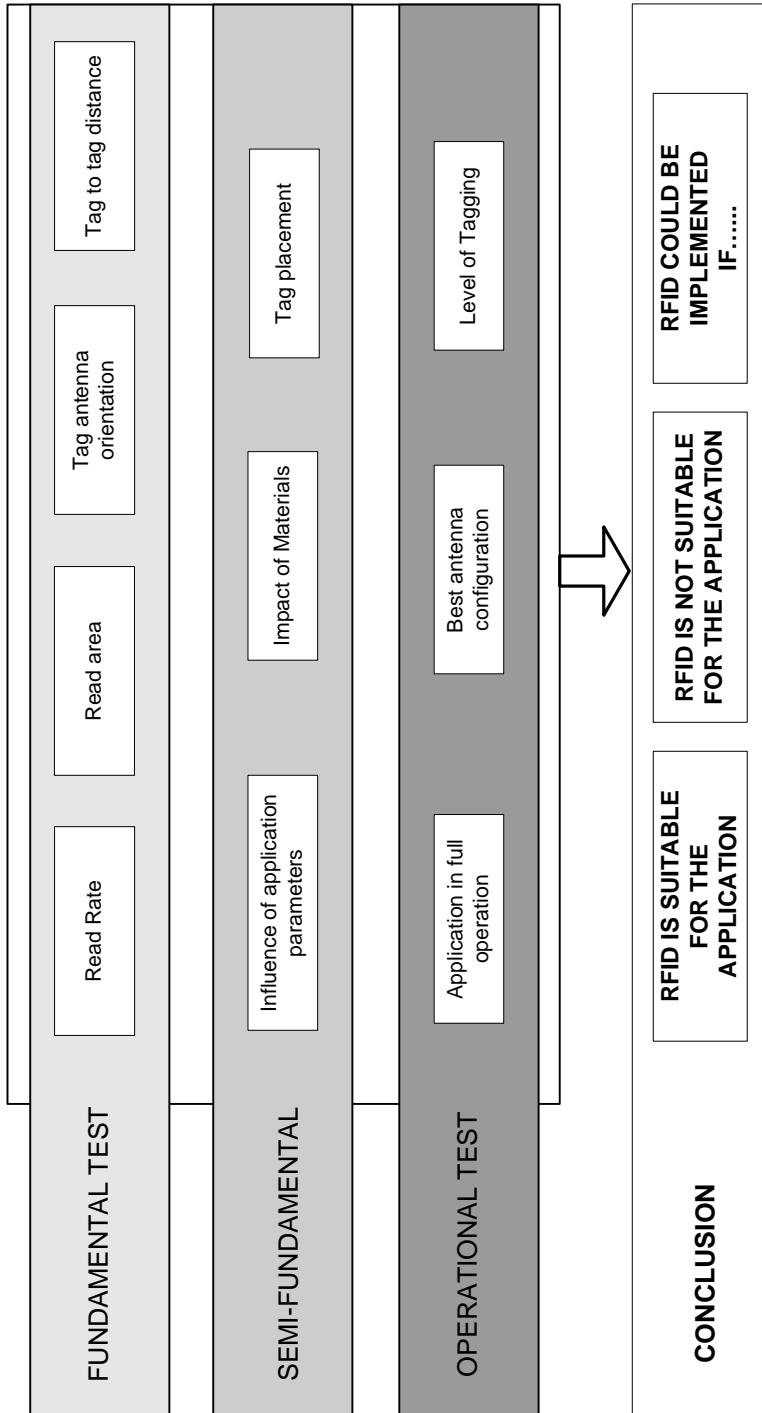 FUNDAMENTAL TEST
Read Rate
Read area
Tag antenna
orientation
Tag to tag distance
SEMI-FUNDAMENTAL
Influence of application
parameters
Impact of Materials
Tag placement
OPERATIONAL TEST
Application in full
operation
Best antenna
configuration
Level of Tagging
CONCLUSION
RFID IS SUITABLE
FOR THE
APPLICATION
RFID IS NOT SUITABLE
FOR THE APPLICATION
RFID COULD BE
IMPLEMENTED
IF......